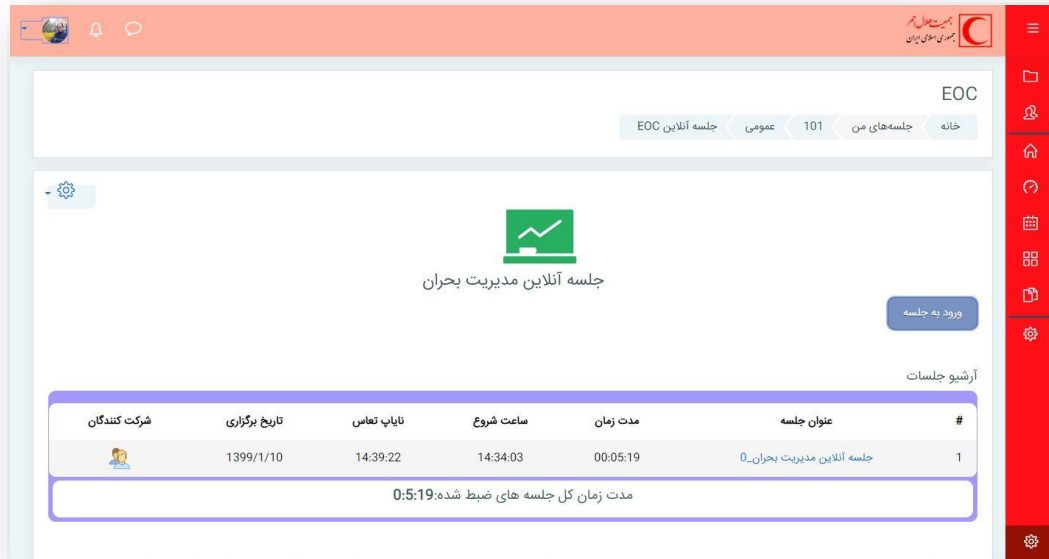 جمعیت هلال احمر
جمهوری اسلامی ایران
EOC
خانه جلسه‌های من 101 عمومی جلسه آنلاین EOC
جلسه آنلاین مدیریت بحران
ورود به جلسه
آرشیو جلسات
# عنوان جلسه مدت زمان ساعت شروع ناپاپ تعاس تاریخ برگزاری شرکت کنندگان
1 جلسه آنلاین مدیریت بحران_0 00:05:19 14:34:03 14:39:22 1399/1/10
مدت زمان کل جلسه های ضبط شده:0:5:19